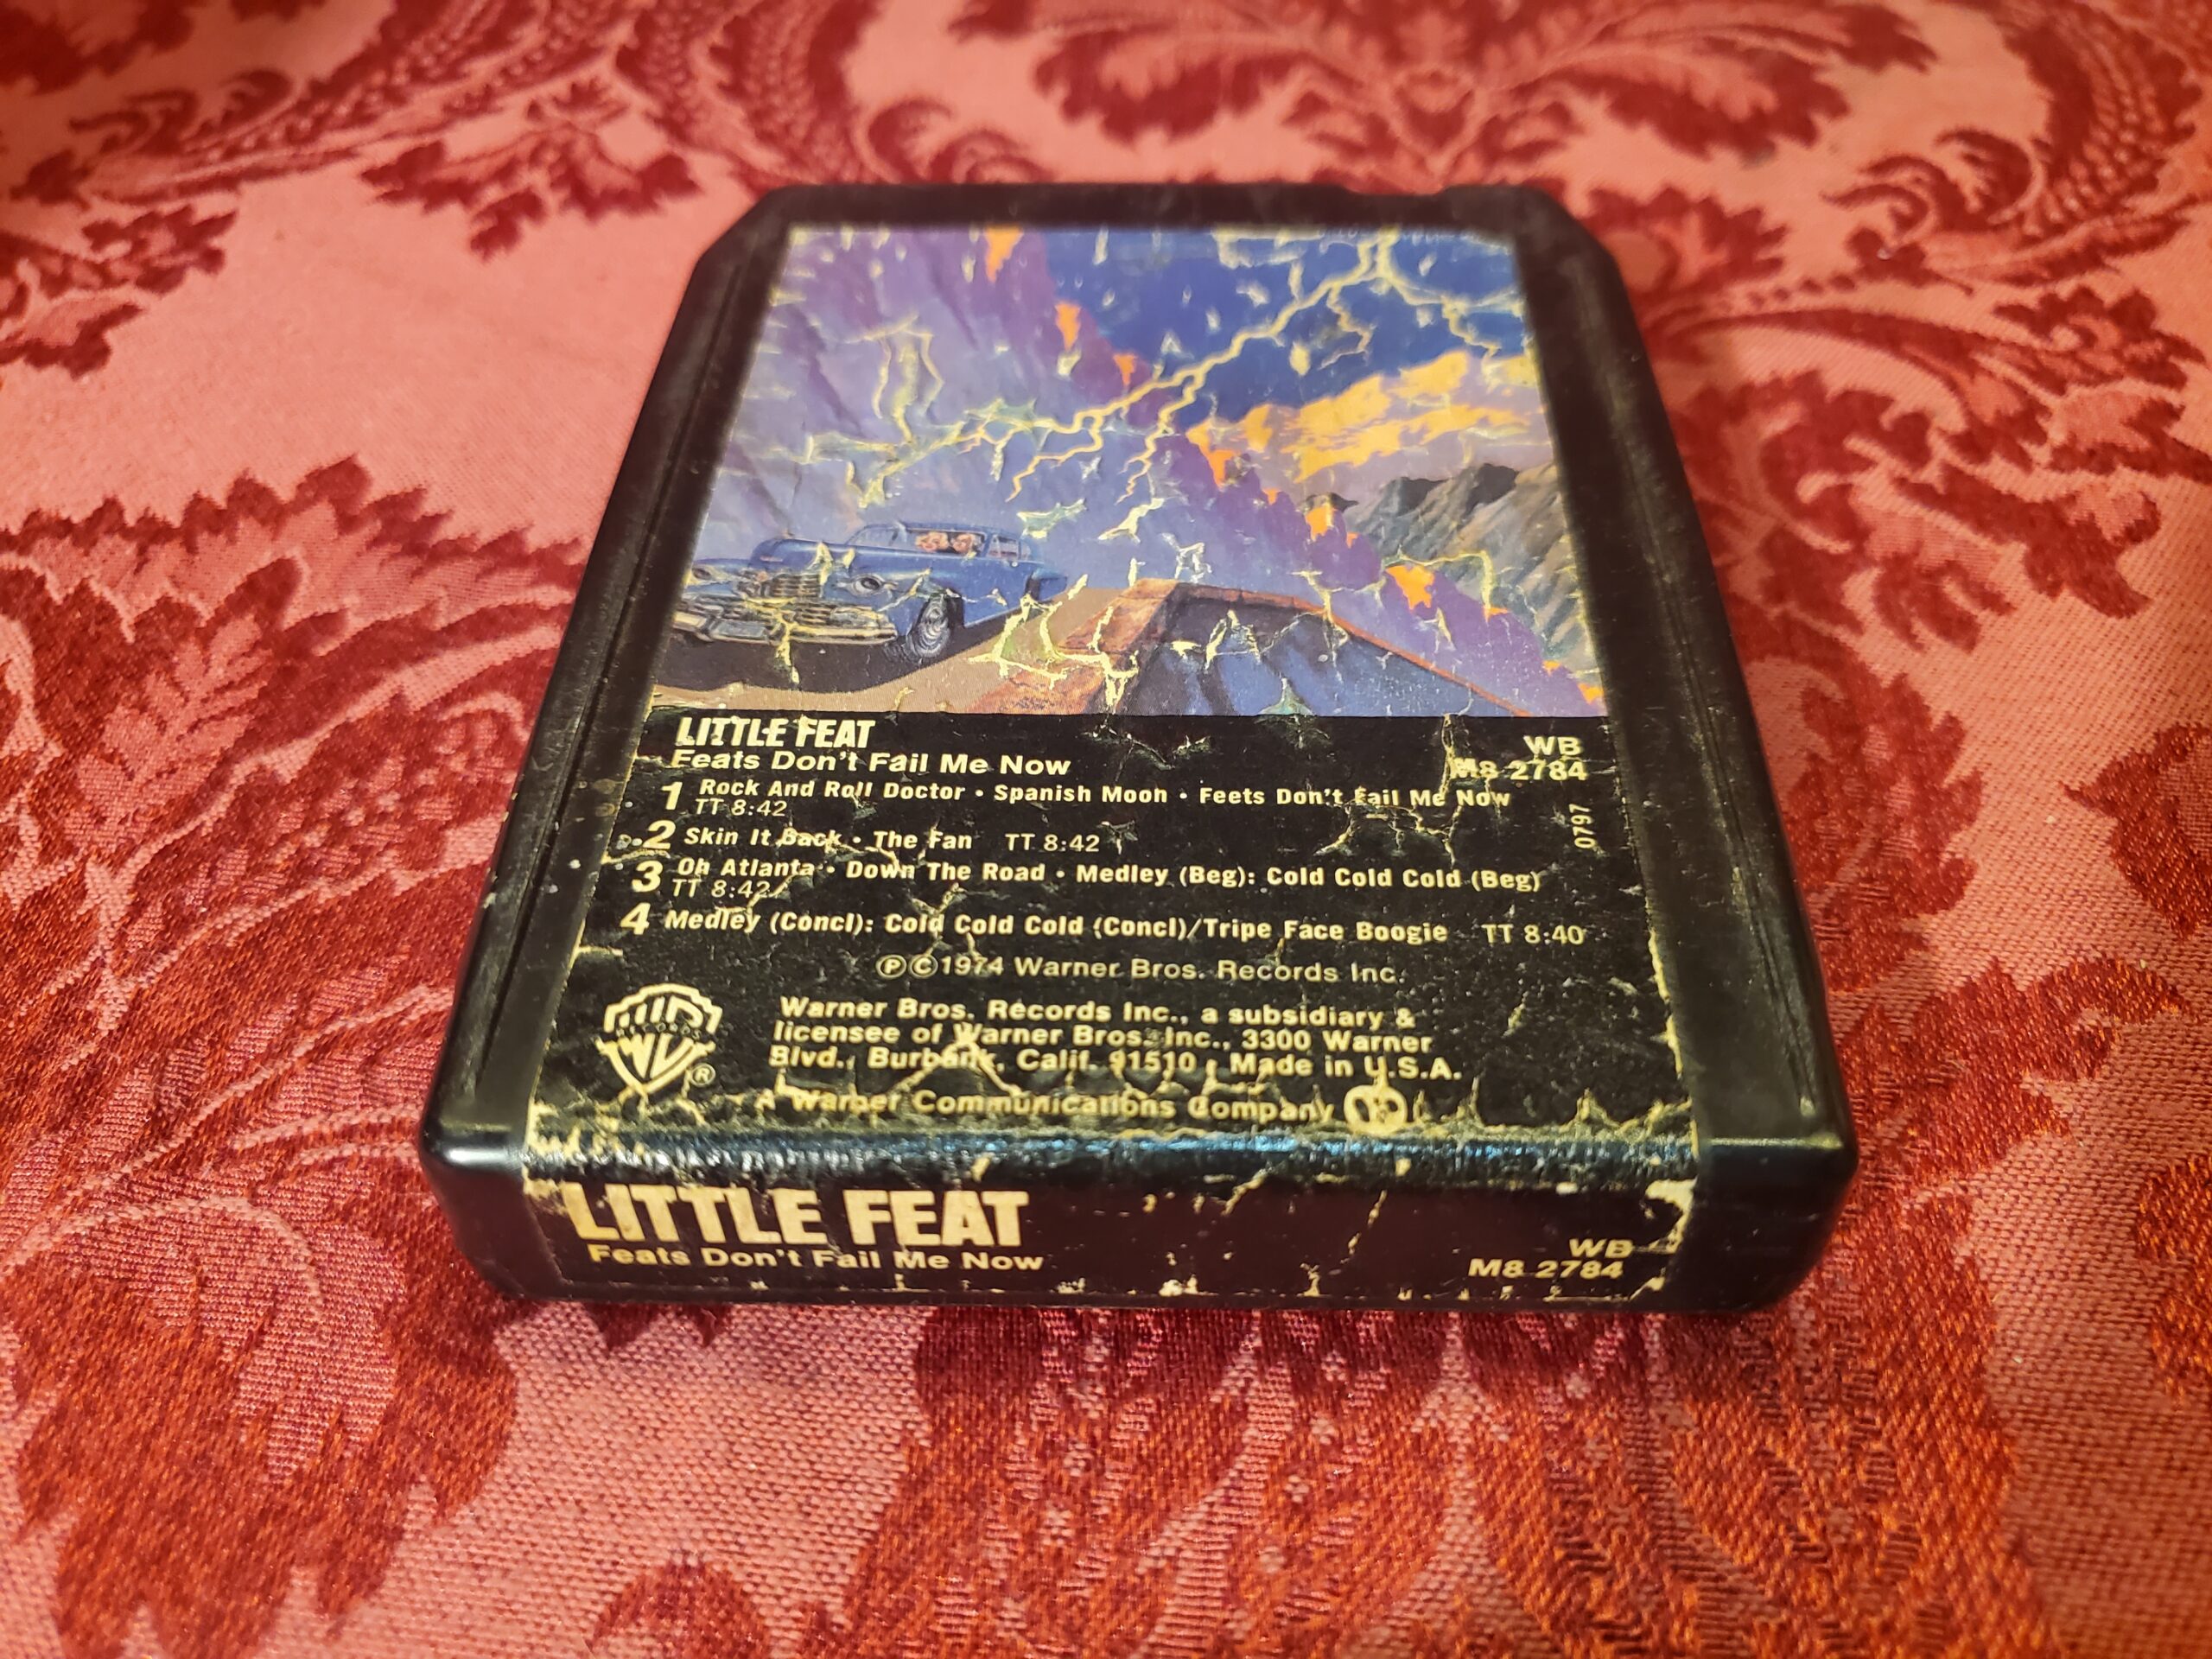 LITTLE FEAT
Feats Don't Fail Me Now
WB
M8 2784
1 Rock And Roll Doctor • Spanish Moon • Feets Don't Fail Me Now
TT 8:42
0797
2 Skin It Back • The Fan TT 8:42
3 Oh Atlanta • Down The Road • Medley (Beg): Cold Cold Cold (Beg)
TT 8:42
4 Medley (Concl): Cold Cold Cold (Concl)/Tripe Face Boogie TT 8:40
ⓅⒸ1974 Warner Bros. Records Inc.
RECORDS
®
Warner Bros. Records Inc., a subsidiary &
licensee of Warner Bros. Inc., 3300 Warner
Blvd., Burbank, Calif. 91510 • Made in U.S.A.
A Warner Communications Company
LITTLE FEAT
Feats Don't Fail Me Now
WB
M8 2784